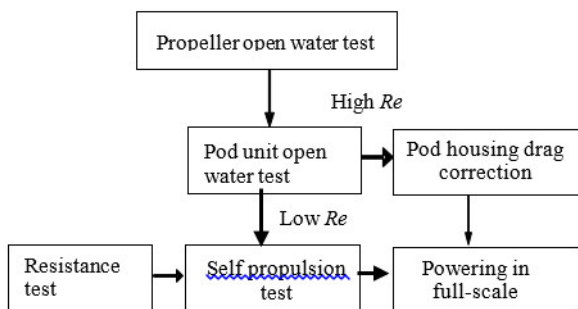 Propeller open water test
High Re
Pod unit open
water test
Pod housing drag
correction
Low Re
Resistance
test
Self propulsion
test
Powering in
full-scale